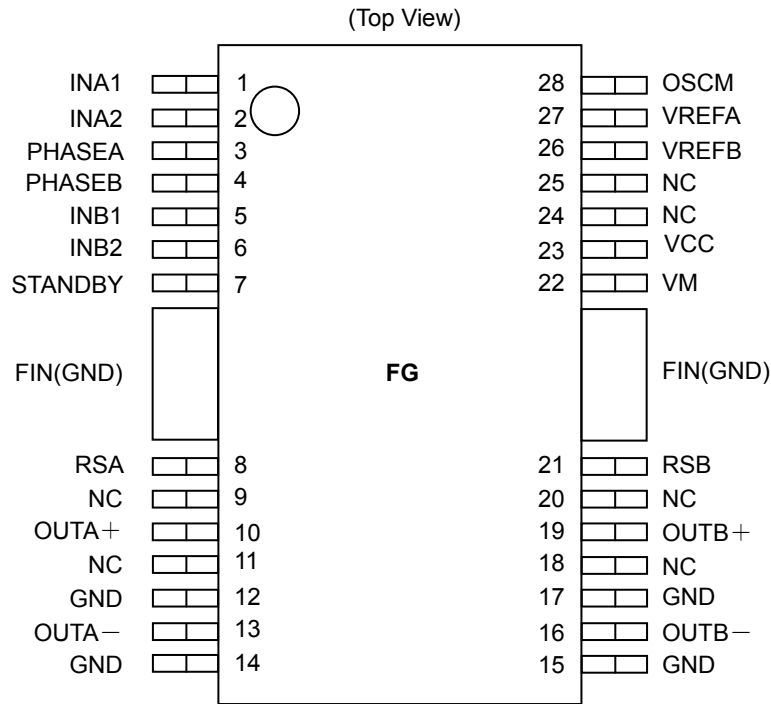 (Top View)
INA1 1 28 OSCM
INA2 2 27 VREFA
PHASEA 3 26 VREFB
PHASEB 4 25 NC
INB1 5 24 NC
INB2 6 23 VCC
STANDBY 7 22 VM
FIN(GND) FG FIN(GND)
RSA 8 21 RSB
NC 9 20 NC
OUTA+ 10 19 OUTB+
NC 11 18 NC
GND 12 17 GND
OUTA− 13 16 OUTB−
GND 14 15 GND